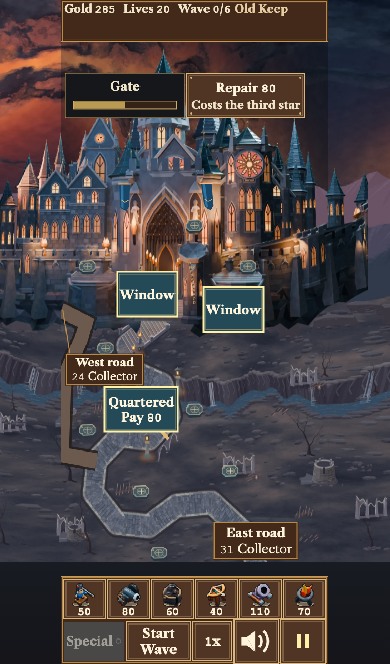 Gold 285 Lives 20 Wave 0/6 Old Keep
Gate
Repair 80
Costs the third star
Window
Window
West road
24 Collector
Quartered
Pay 80
East road
31 Collector
50 80 60 40 110 70
Special
Start
Wave
1x